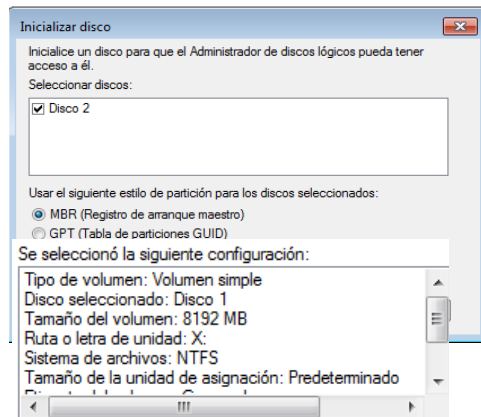 Inicializar disco
Inicialice un disco para que el Administrador de discos lógicos pueda tener
acceso a él.
Seleccionar discos:
Disco 2
Usar el siguiente estilo de partición para los discos seleccionados:
MBR (Registro de arranque maestro)
GPT (Tabla de particiones GUID)
Se seleccionó la siguiente configuración:
Tipo de volumen: Volumen simple
Disco seleccionado: Disco 1
Tamaño del volumen: 8192 MB
Ruta o letra de unidad: X:
Sistema de archivos: NTFS
Tamaño de la unidad de asignación: Predeterminado